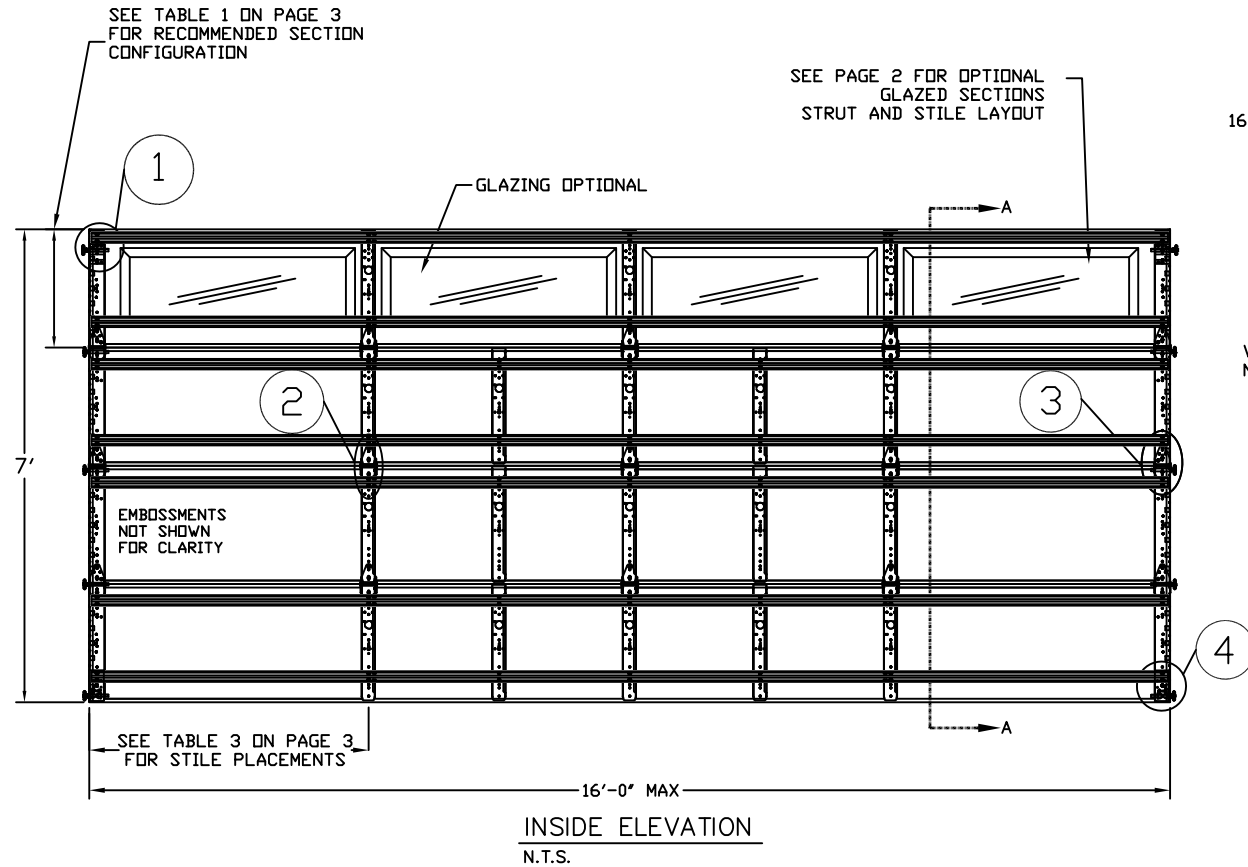 SEE TABLE 1 ON PAGE 3
FOR RECOMMENDED SECTION
CONFIGURATION
SEE PAGE 2 FOR OPTIONAL
GLAZED SECTIONS
STRUT AND STILE LAYOUT
16
1
GLAZING OPTIONAL
A
2
3
7'
EMBOSSMENTS
NOT SHOWN
FOR CLARITY
4
SEE TABLE 3 ON PAGE 3
FOR STILE PLACEMENTS
A
16'-0" MAX
INSIDE ELEVATION
N.T.S.